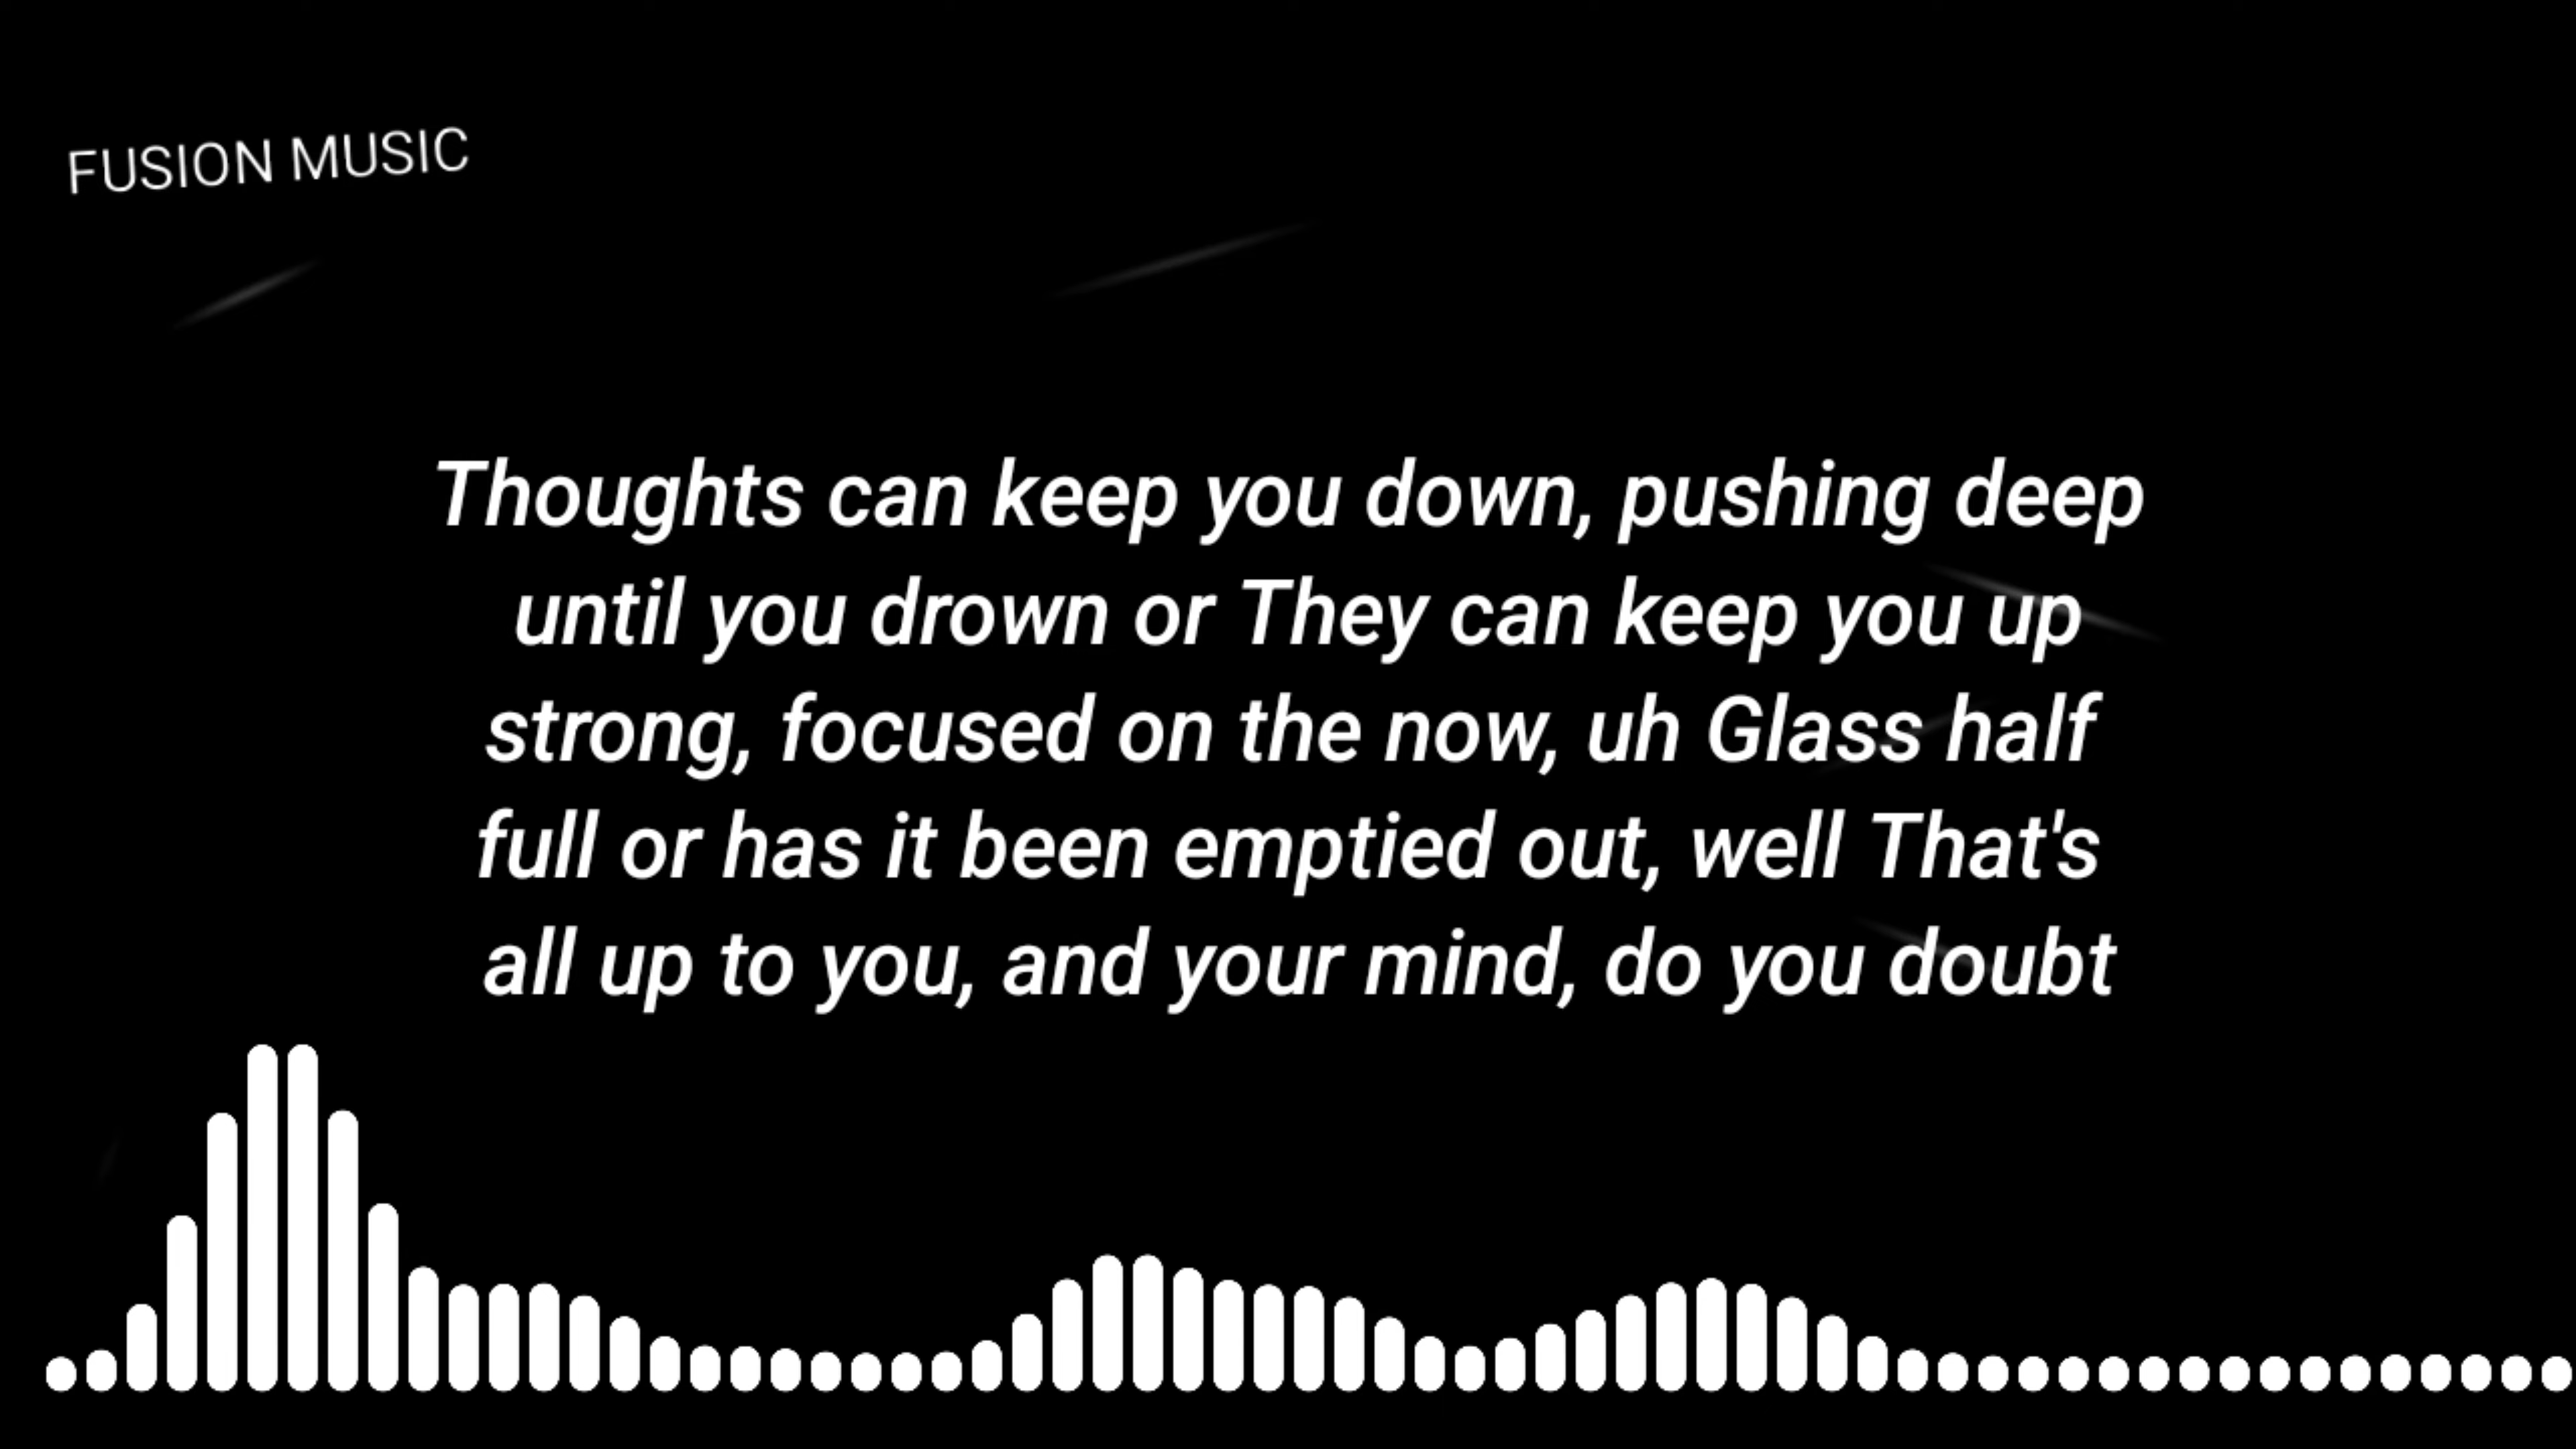 FUSION MUSIC
Thoughts can keep you down, pushing deep
until you drown or They can keep you up
strong, focused on the now, uh Glass half
full or has it been emptied out, well That's
all up to you, and your mind, do you doubt